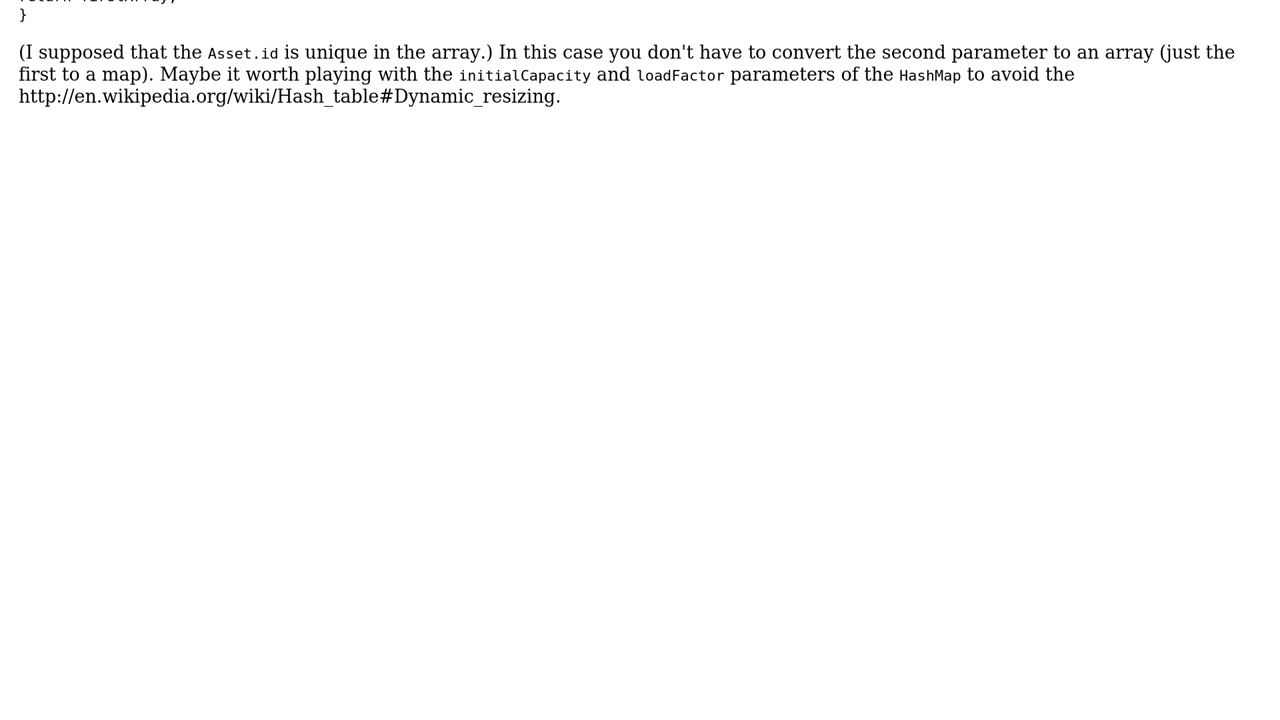 }
(I supposed that the Asset.id is unique in the array.) In this case you don't have to convert the second parameter to an array (just the
first to a map). Maybe it worth playing with the initialCapacity and loadFactor parameters of the HashMap to avoid the
http://en.wikipedia.org/wiki/Hash_table#Dynamic_resizing.